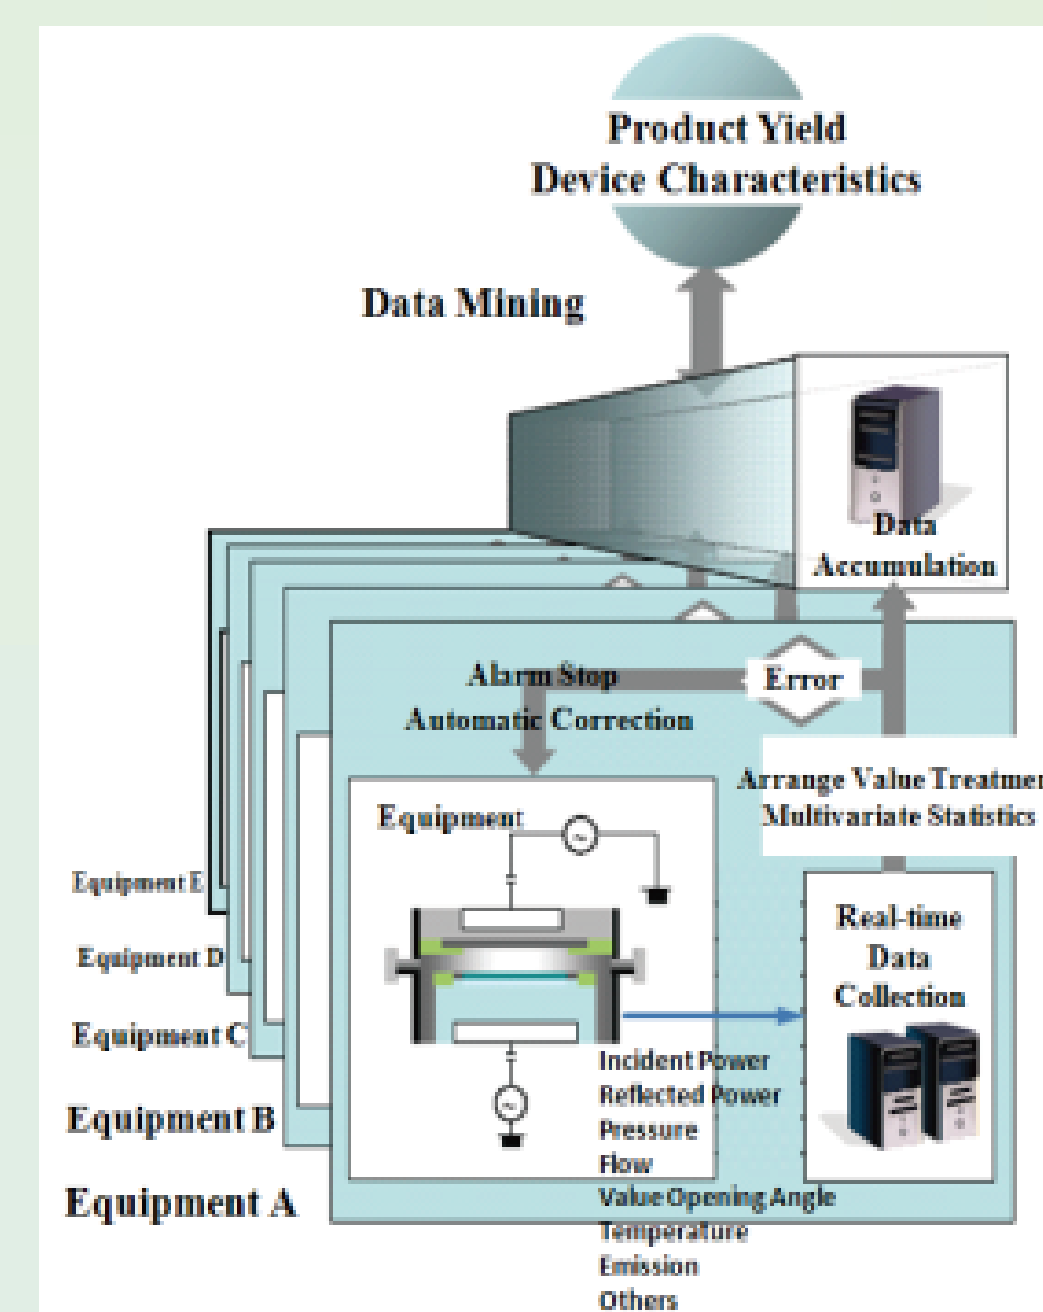 Product Yield
Device Characteristics
Data Mining
Data
Accumulation
Alarm Stop
Automatic Correction
Error
Arrange Value Treatmen
Multivariate Statistics
Equipment
Real-time
Data
Collection
Equipment E
Equipment D
Equipment C
Equipment B
Equipment A
Incident Power
Reflected Power
Pressure
Flow
Value Opening Angle
Temperature
Emission
Others